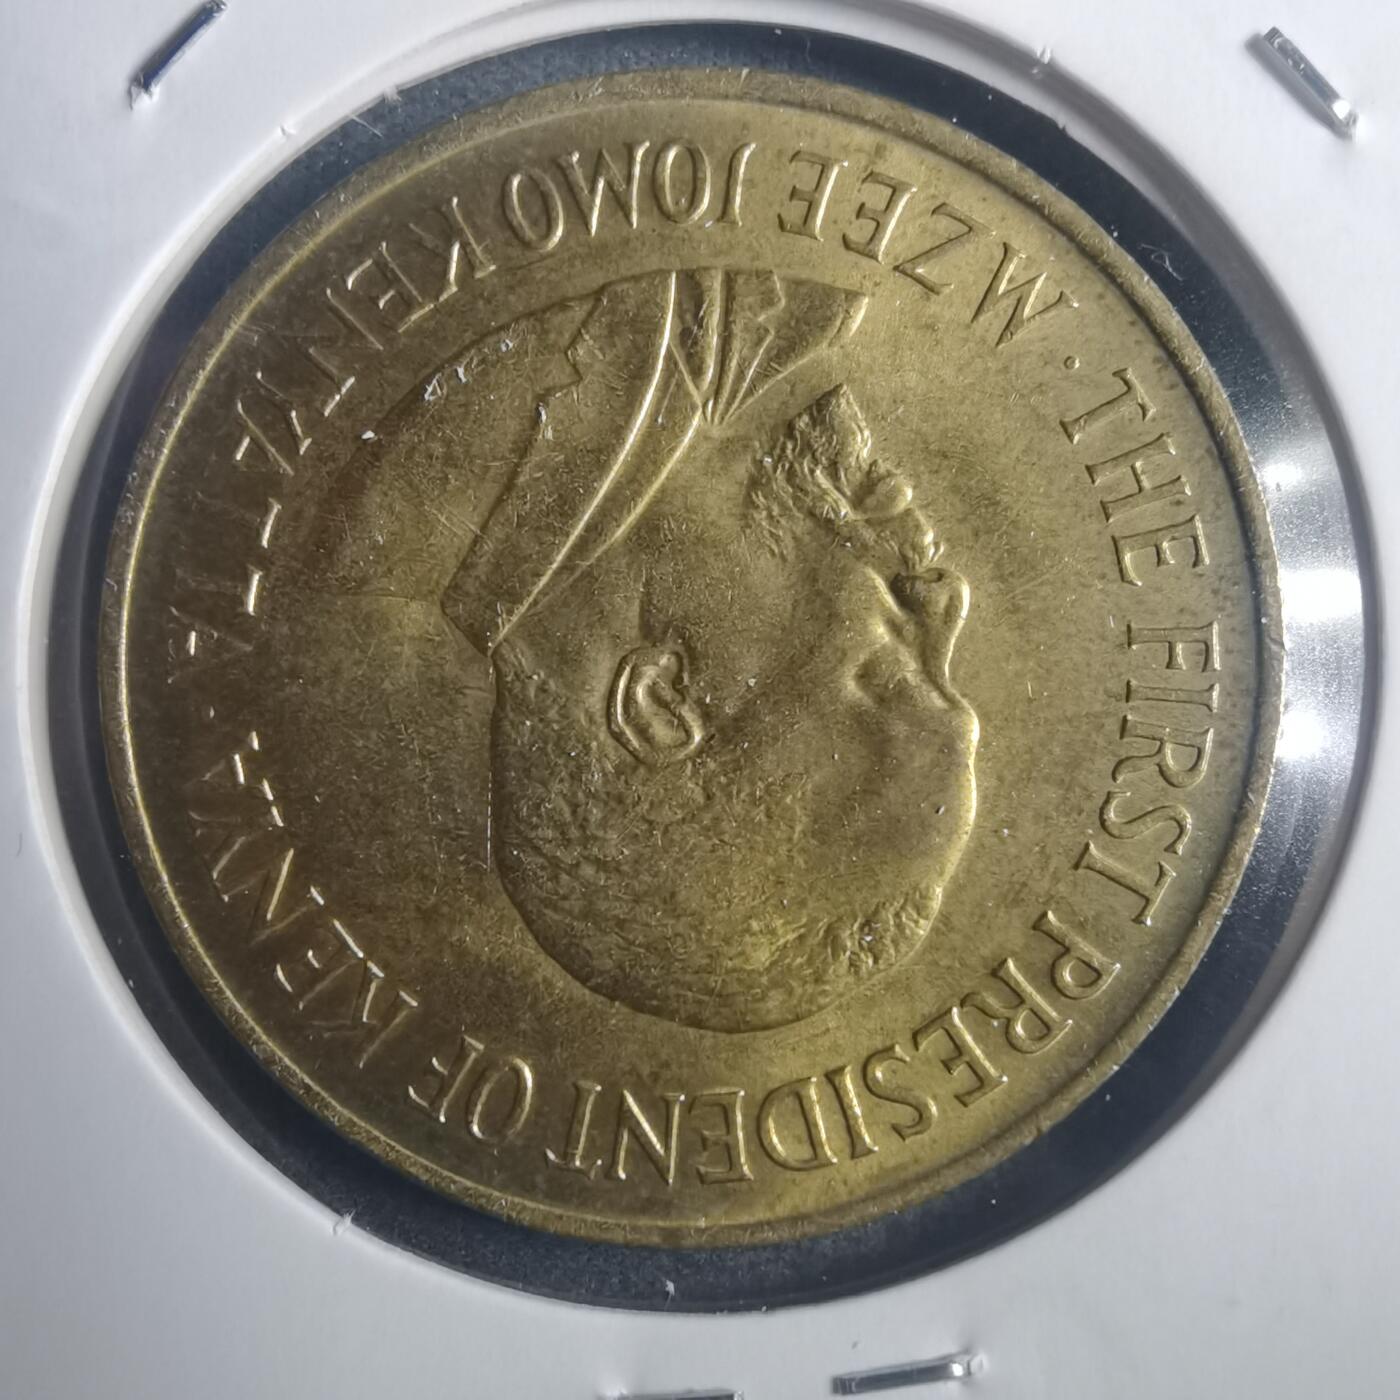 THE FIRST PRESIDENT OF KENYA ·
MZEE JOMO KENYATTA ·